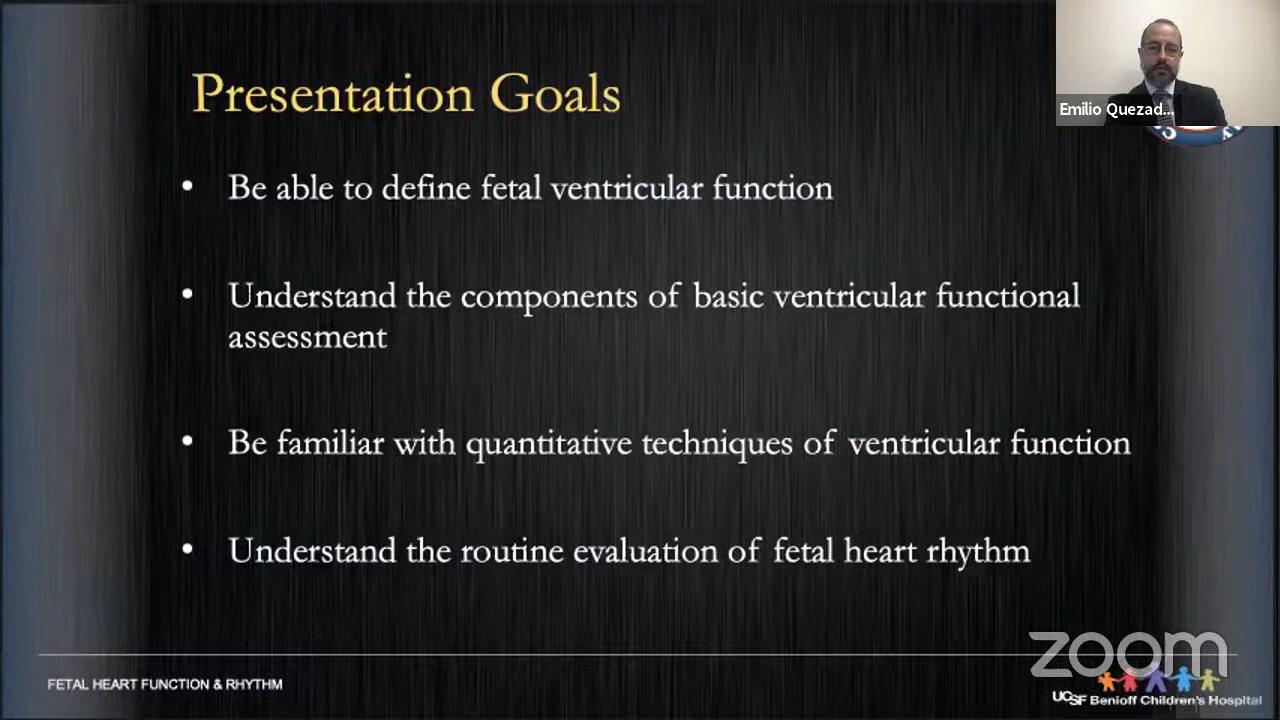 Presentation Goals
Emilio Quezad...
• Be able to define fetal ventricular function
• Understand the components of basic ventricular functional
assessment
• Be familiar with quantitative techniques of ventricular function
• Understand the routine evaluation of fetal heart rhythm
zoom
FETAL HEART FUNCTION & RHYTHM
UCSF Benioff Children's Hospital